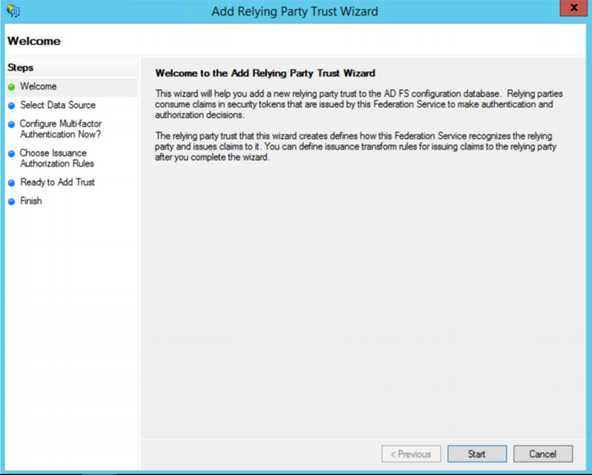 Add Relying Party Trust Wizard
x
Welcome
Steps
Welcome
Select Data Source
Configure Multi-factor
Authentication Now?
Choose Issuance
Authorization Rules
Ready to Add Trust
Finish
Welcome to the Add Relying Party Trust Wizard
This wizard will help you add a new relying party trust to the AD FS configuration database. Relying parties
consume claims in security tokens that are issued by this Federation Service to make authentication and
authorization decisions.
The relying party trust that this wizard creates defines how this Federation Service recognizes the relying
party and issues claims to it. You can define issuance transform rules for issuing claims to the relying party
after you complete the wizard.
< Previous
Start
Cancel